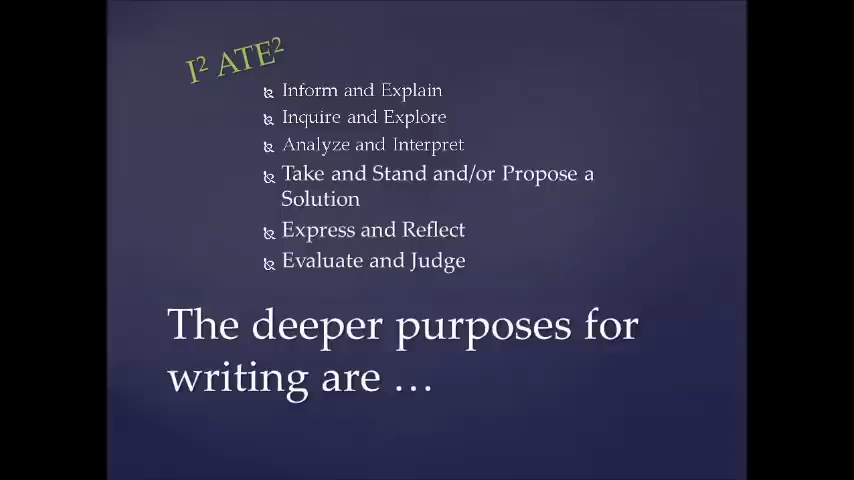 I² ATE²
Inform and Explain
Inquire and Explore
Analyze and Interpret
Take and Stand and/or Propose a
Solution
Express and Reflect
Evaluate and Judge
The deeper purposes for
writing are …